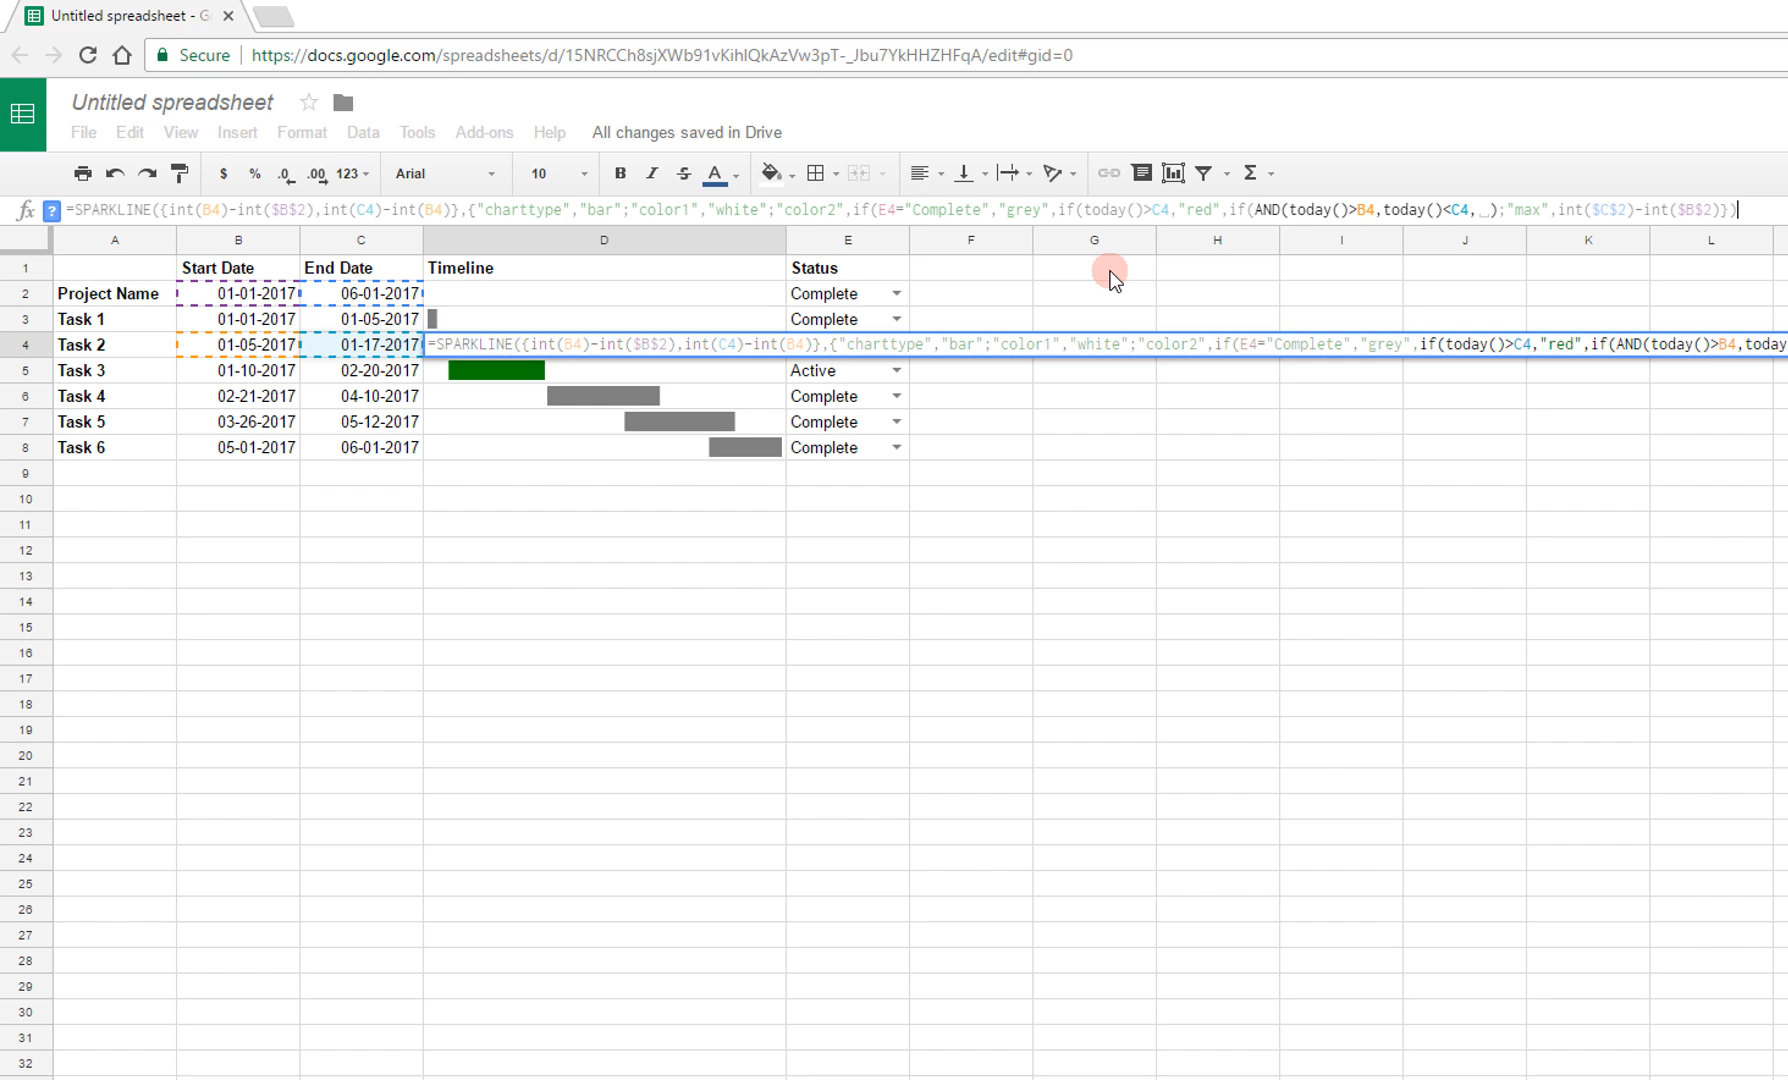 Untitled spreadsheet - Go
Secure https://docs.google.com/spreadsheets/d/15NRCCh8sjXWb91vKihlQkAzVw3pT-_Jbu7YkHHZHFqA/edit#gid=0
Untitled spreadsheet
File Edit View Insert Format Data Tools Add-ons Help All changes saved in Drive
$ % .0 .00 123 Arial 10 B I S A Σ
fx ? =SPARKLINE({int(B4)-int($B$2),int(C4)-int(B4)},{"charttype","bar";"color1","white";"color2",if(E4="Complete","grey",if(today()>C4,"red",if(AND(today()>B4,today()<C4, );"max",int($C$2)-int($B$2)})
A B C D E F G H I J K L
1 Start Date End Date Timeline Status
2 Project Name 01-01-2017 06-01-2017 Complete
3 Task 1 01-01-2017 01-05-2017 Complete
4 Task 2 01-05-2017 01-17-2017 =SPARKLINE({int(B4)-int($B$2),int(C4)-int(B4)},{"charttype","bar";"color1","white";"color2",if(E4="Complete","grey",if(today()>C4,"red",if(AND(today()>B4,today
5 Task 3 01-10-2017 02-20-2017 Active
6 Task 4 02-21-2017 04-10-2017 Complete
7 Task 5 03-26-2017 05-12-2017 Complete
8 Task 6 05-01-2017 06-01-2017 Complete
9
10
11
12
13
14
15
16
17
18
19
20
21
22
23
24
25
26
27
28
29
30
31
32